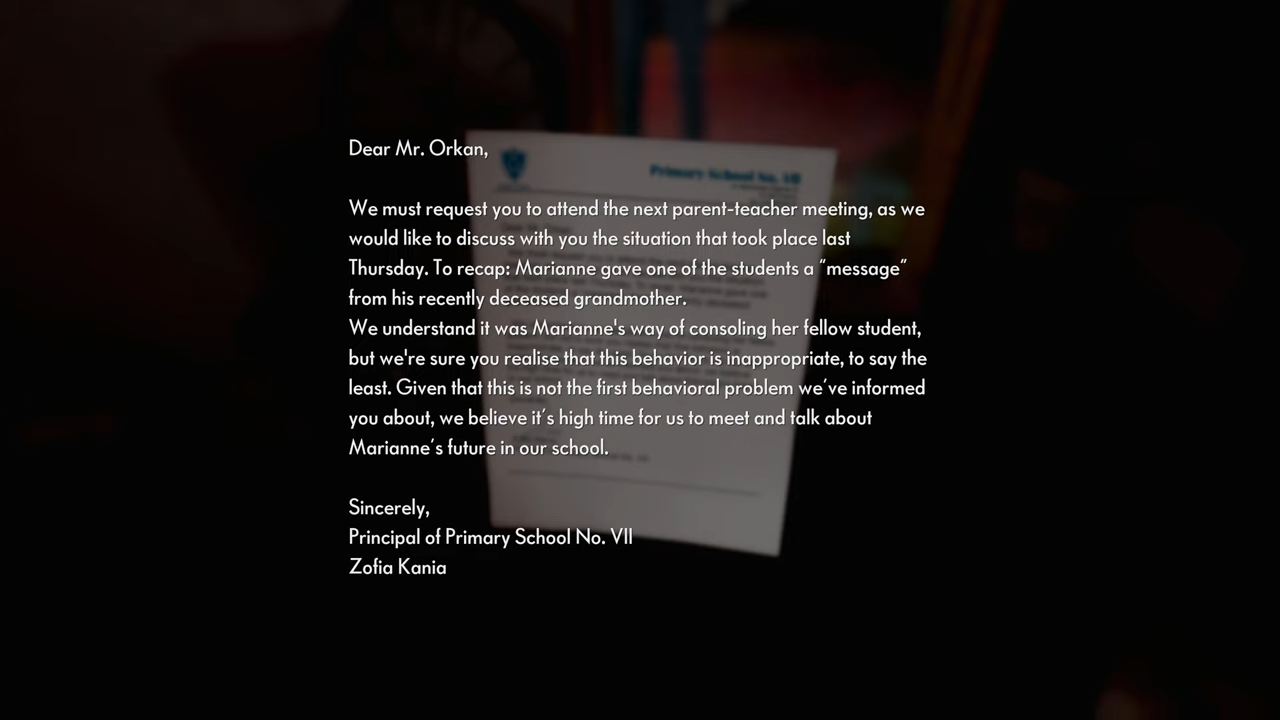 Dear Mr. Orkan,
We must request you to attend the next parent-teacher meeting, as we
would like to discuss with you the situation that took place last
Thursday. To recap: Marianne gave one of the students a “message”
from his recently deceased grandmother.
We understand it was Marianne's way of consoling her fellow student,
but we're sure you realise that this behavior is inappropriate, to say the
least. Given that this is not the first behavioral problem we’ve informed
you about, we believe it’s high time for us to meet and talk about
Marianne’s future in our school.
Sincerely,
Principal of Primary School No. VII
Zofia Kania
Primary School No. VII